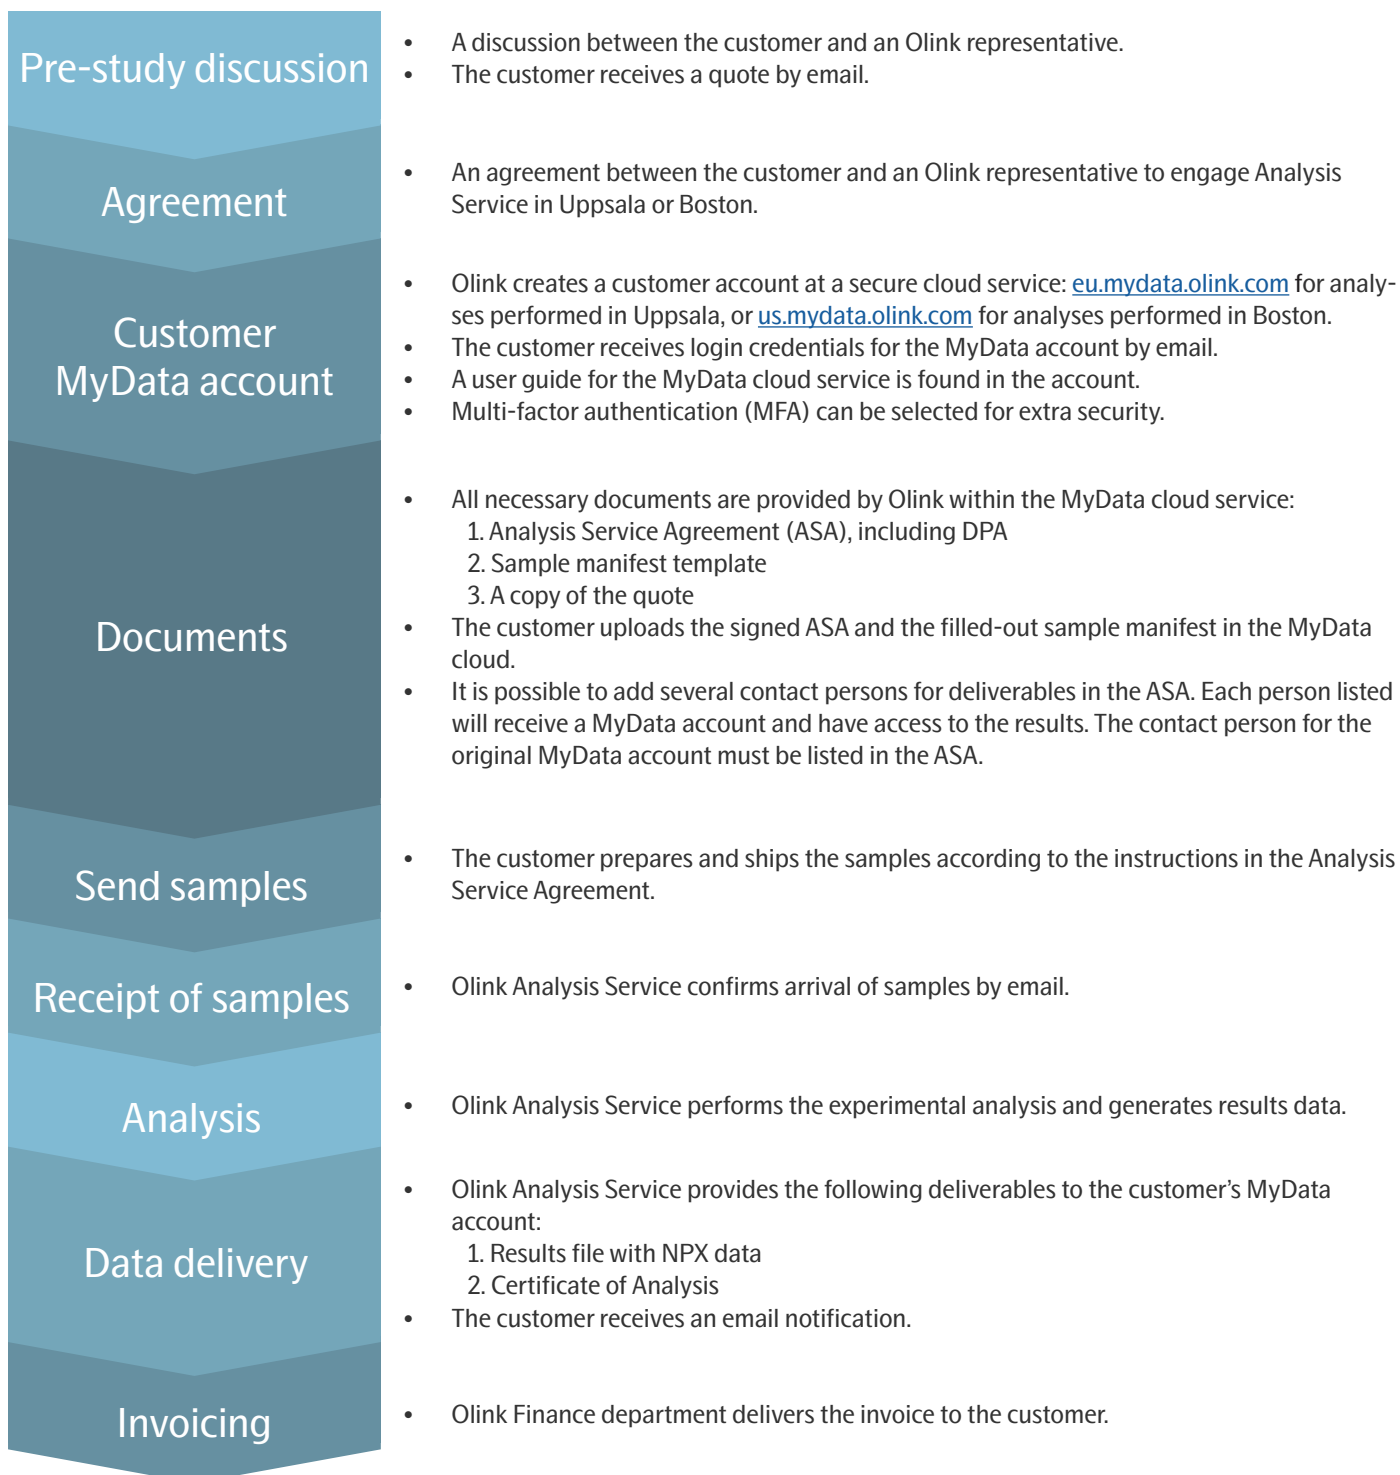 Pre-study discussion
• A discussion between the customer and an Olink representative.
• The customer receives a quote by email.
Agreement
• An agreement between the customer and an Olink representative to engage Analysis
Service in Uppsala or Boston.
Customer
MyData account
• Olink creates a customer account at a secure cloud service: eu.mydata.olink.com for analy-
ses performed in Uppsala, or us.mydata.olink.com for analyses performed in Boston.
• The customer receives login credentials for the MyData account by email.
• A user guide for the MyData cloud service is found in the account.
• Multi-factor authentication (MFA) can be selected for extra security.
Documents
• All necessary documents are provided by Olink within the MyData cloud service:
1. Analysis Service Agreement (ASA), including DPA
2. Sample manifest template
3. A copy of the quote
• The customer uploads the signed ASA and the filled-out sample manifest in the MyData
cloud.
• It is possible to add several contact persons for deliverables in the ASA. Each person listed
will receive a MyData account and have access to the results. The contact person for the
original MyData account must be listed in the ASA.
Send samples
• The customer prepares and ships the samples according to the instructions in the Analysis
Service Agreement.
Receipt of samples
• Olink Analysis Service confirms arrival of samples by email.
Analysis
• Olink Analysis Service performs the experimental analysis and generates results data.
Data delivery
• Olink Analysis Service provides the following deliverables to the customer's MyData
account:
1. Results file with NPX data
2. Certificate of Analysis
• The customer receives an email notification.
Invoicing
• Olink Finance department delivers the invoice to the customer.